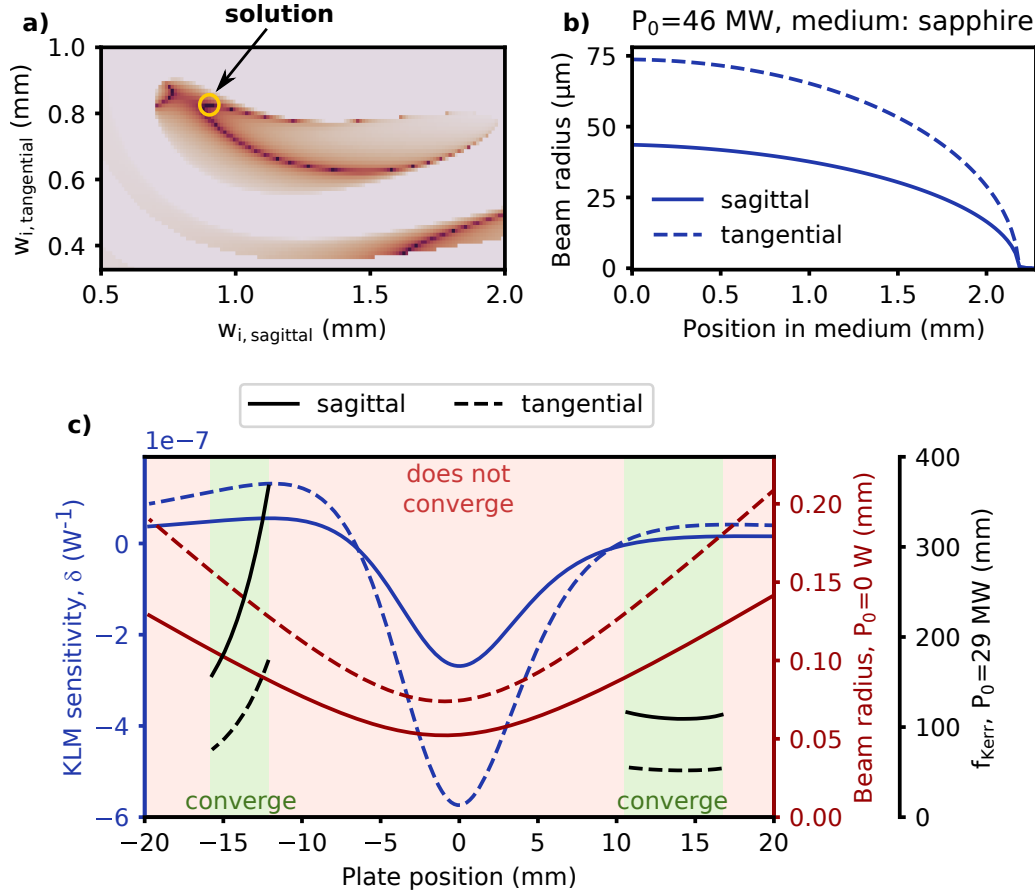 a)
solution
1.0
0.8
0.6
0.4
w_i, tangential (mm)
0.5
1.0
1.5
2.0
w_i, sagittal (mm)
b)
P_0=46 MW, medium: sapphire
75
50
25
0
Beam radius (μm)
sagittal
tangential
0.0
0.5
1.0
1.5
2.0
Position in medium (mm)
sagittal
tangential
c)
1e−7
0
−2
−4
−6
KLM sensitivity, δ (W^-1)
does not
converge
converge
converge
0.20
0.15
0.10
0.05
0.00
Beam radius, P_0=0 W (mm)
400
300
200
100
0
f_Kerr, P_0=29 MW (mm)
−20
−15
−10
−5
0
5
10
15
20
Plate position (mm)